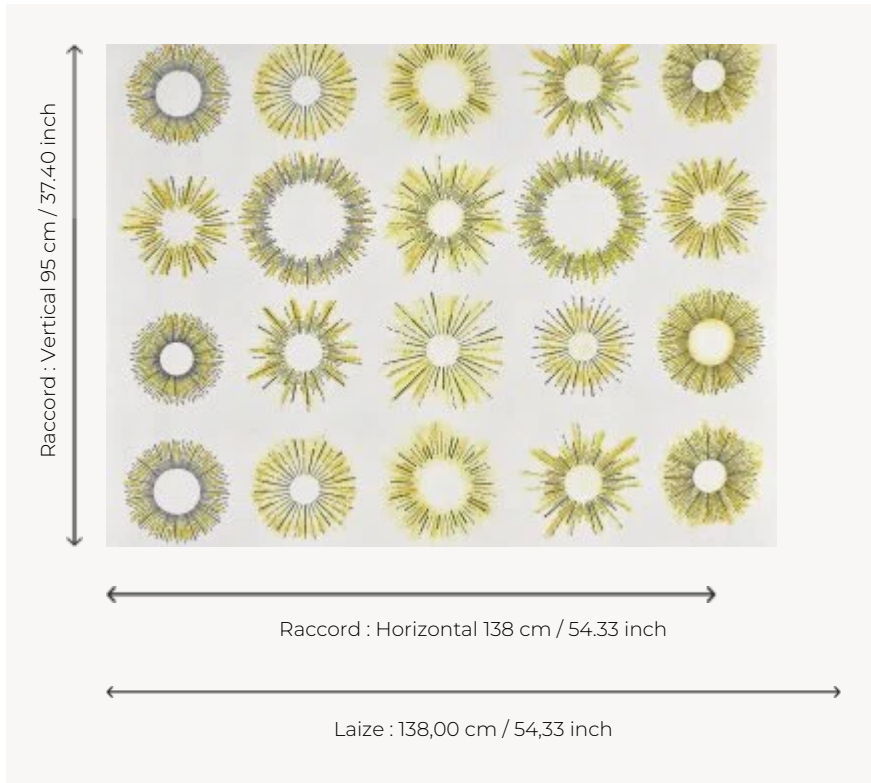 Raccord : Vertical 95 cm / 37.40 inch
Raccord : Horizontal 138 cm / 54.33 inch
Laize : 138,00 cm / 54,33 inch